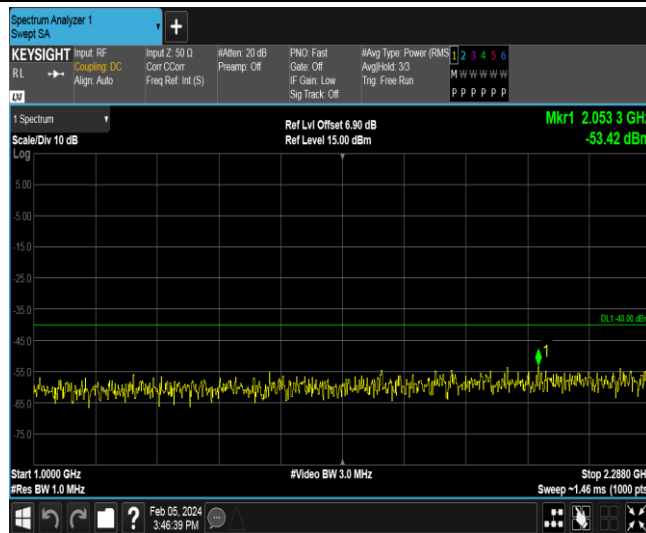 Spectrum Analyzer 1
Swept SA
+
KEYSIGHT
RL
LXI
Input: RF
Coupling: DC
Align: Auto
Input Z: 50 Ω
Corr CCorr
Freq Ref: Int (S)
#Atten: 20 dB
Preamp: Off
PNO: Fast
Gate: Off
IF Gain: Low
Sig Track: Off
#Avg Type: Power (RMS
Avg|Hold: 3/3
Trig: Free Run
1 2 3 4 5 6
M W W W W W
P P P P P P
1 Spectrum
Scale/Div 10 dB
Log
Ref Lvl Offset 6.90 dB
Ref Level 15.00 dBm
Mkr1 2.053 3 GHz
-53.42 dBm
5.00
-5.00
-15.0
-25.0
-35.0
DL1 -40.00 dBm
-45.0
1
-55.0
-65.0
-75.0
Start 1.0000 GHz
#Video BW 3.0 MHz
Stop 2.2880 GHz
#Res BW 1.0 MHz
Sweep ~1.46 ms (1000 pts
?
Feb 05, 2024
3:46:39 PM